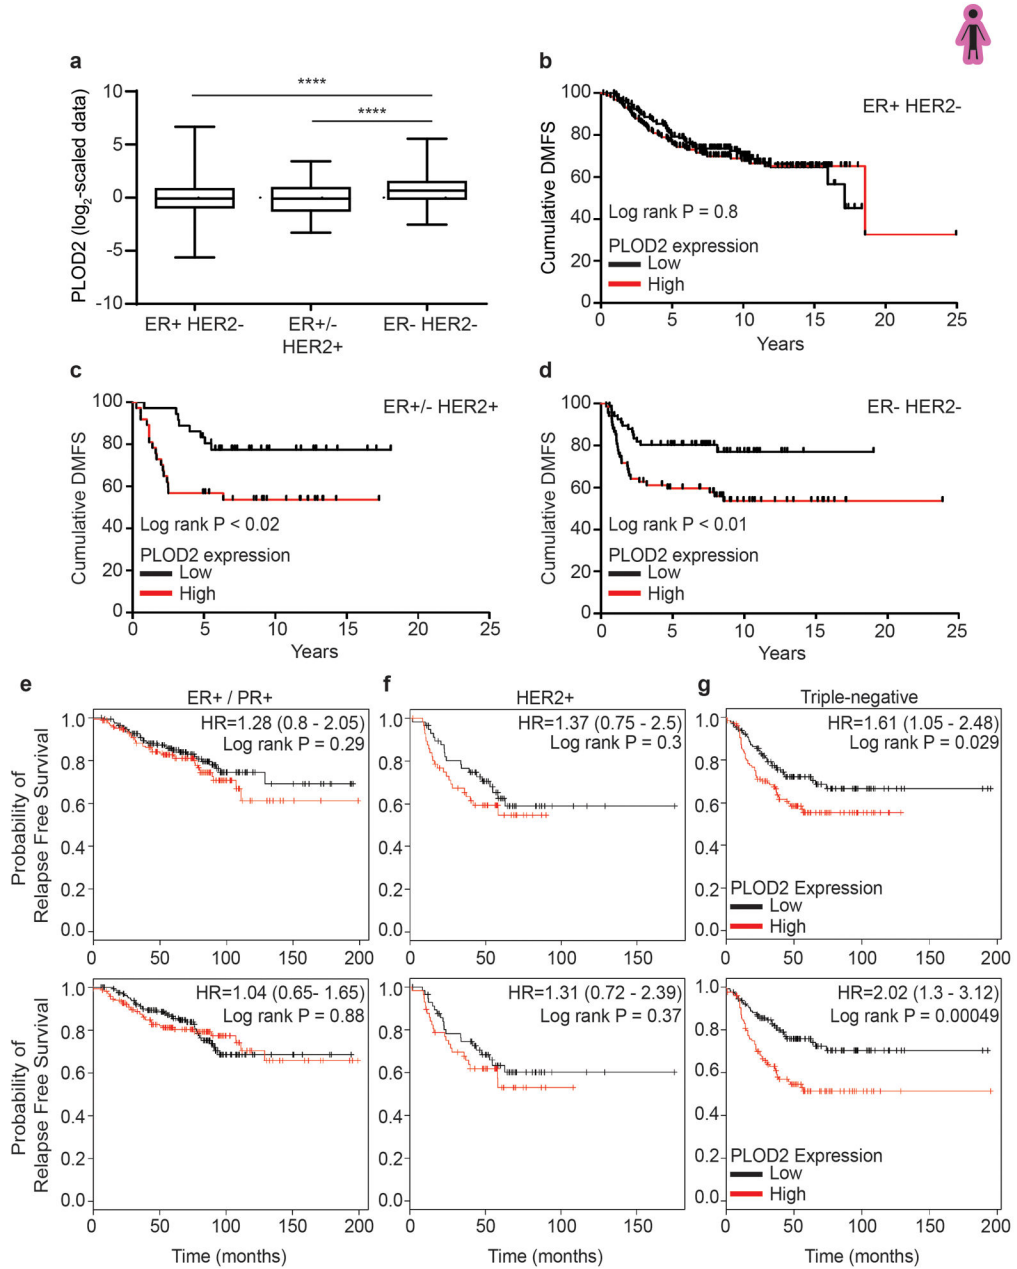 a
PLOD2 (log2-scaled data)
10
5
0
-5
-10
****
****
ER+ HER2-
ER+/-
HER2+
ER- HER2-
b
Cumulative DMFS
100
80
60
40
20
0
ER+ HER2-
Log rank P = 0.8
PLOD2 expression
Low
High
0 5 10 15 20 25
Years
c
Cumulative DMFS
100
80
60
40
20
0
ER+/- HER2+
Log rank P < 0.02
PLOD2 expression
Low
High
0 5 10 15 20 25
Years
d
Cumulative DMFS
100
80
60
40
20
0
ER- HER2-
Log rank P < 0.01
PLOD2 expression
Low
High
0 5 10 15 20 25
Years
e
ER+ / PR+
Probability of
Relapse Free Survival
1.0
0.8
0.6
0.4
0.2
0.0
HR=1.28 (0.8 - 2.05)
Log rank P = 0.29
0 50 100 150 200
f
HER2+
HR=1.37 (0.75 - 2.5)
Log rank P = 0.3
1.0
0.8
0.6
0.4
0.2
0.0
0 50 100 150
g
Triple-negative
HR=1.61 (1.05 - 2.48)
Log rank P = 0.029
1.0
0.8
0.6
0.4
0.2
0.0
PLOD2 Expression
Low
High
0 50 100 150 200
Probability of
Relapse Free Survival
1.0
0.8
0.6
0.4
0.2
0.0
HR=1.04 (0.65- 1.65)
Log rank P = 0.88
0 50 100 150 200
Time (months)
HR=1.31 (0.72 - 2.39)
Log rank P = 0.37
1.0
0.8
0.6
0.4
0.2
0.0
0 50 100 150
Time (months)
HR=2.02 (1.3 - 3.12)
Log rank P = 0.00049
1.0
0.8
0.6
0.4
0.2
0.0
PLOD2 Expression
Low
High
0 50 100 150 200
Time (months)